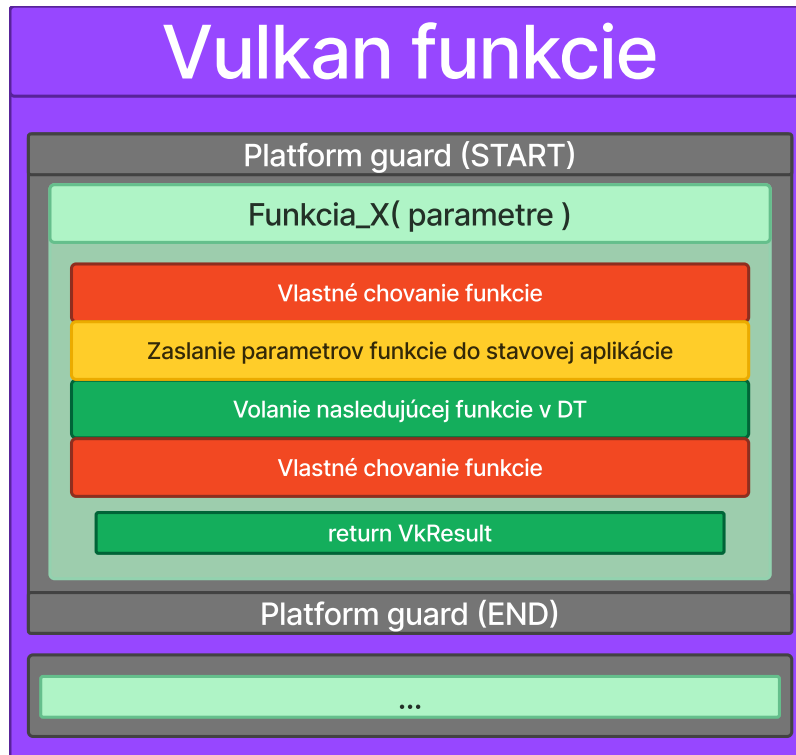 Vulkan funkcie
Platform guard (START)
Funkcia_X( parametre )
Vlastné chovanie funkcie
Zaslanie parametrov funkcie do stavovej aplikácie
Volanie nasledujúcej funkcie v DT
Vlastné chovanie funkcie
return VkResult
Platform guard (END)
...